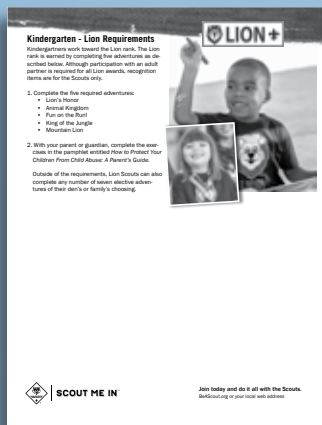 LION
Kindergarten - Lion Requirements
Kindergartners work toward the Lion rank. The Lion
rank is earned by completing five adventures as de-
scribed below. Although participation with an adult
partner is required for all Lion awards, recognition
items are for the Scouts only.
1. Complete the five required adventures:
• Lion's Honor
• Animal Kingdom
• Fun on the Run!
• King of the Jungle
• Mountain Lion
2. With your parent or guardian, complete the exer-
cises in the pamphlet entitled How to Protect Your
Children From Child Abuse: A Parent's Guide.
Outside of the requirements, Lion Scouts can also
complete any number of seven elective adven-
tures of their den's or family's choosing.
SCOUT ME IN
Join today and do it all with the Scouts.
BeAScout.org or your local web address